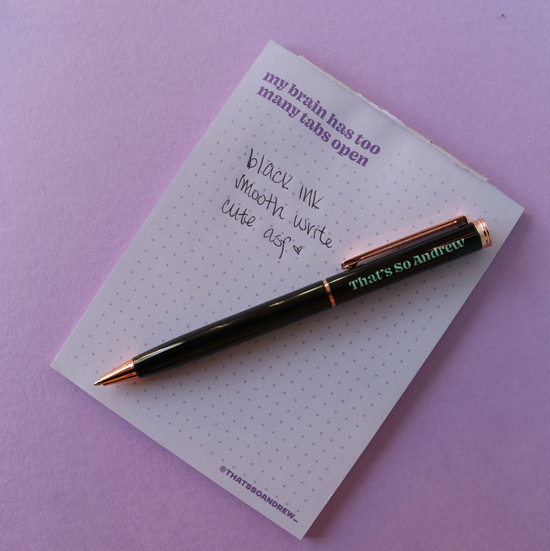 my brain has too
many tabs open
black ink
smooth write
cute asf ♥
That's So Andrew
@THATSSOANDREW_